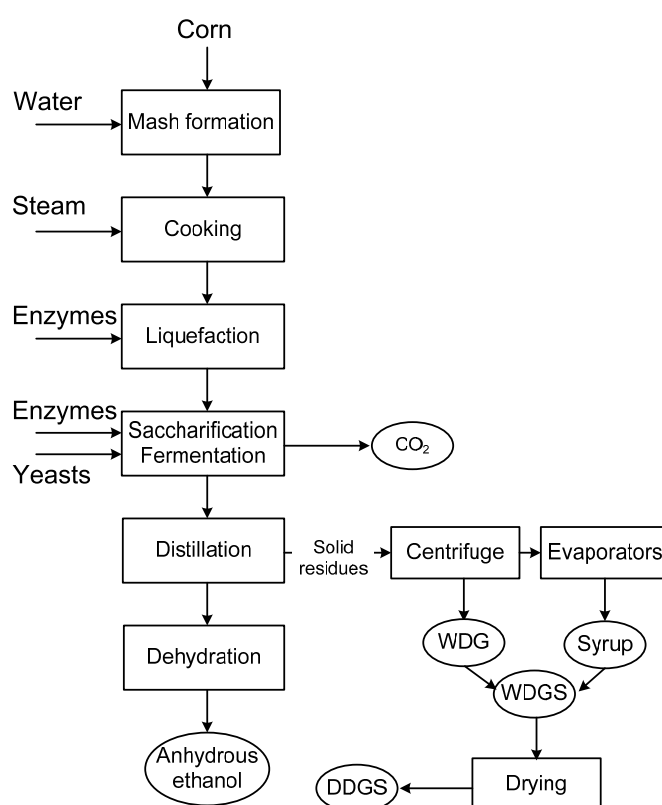 Corn
Water
Mash formation
Steam
Cooking
Enzymes
Liquefaction
Enzymes
Saccharification
Fermentation
CO₂
Yeasts
Distillation
Solid
residues
Centrifuge
Evaporators
Dehydration
WDG
Syrup
WDGS
Anhydrous
ethanol
DDGS
Drying